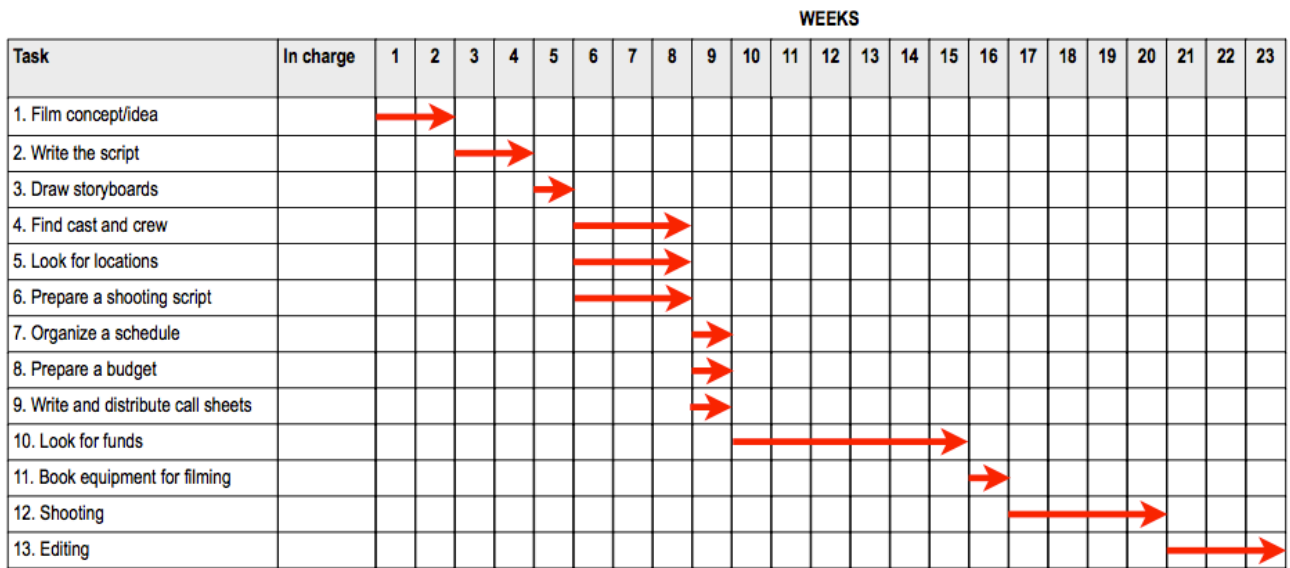 WEEKS
Task In charge 1 2 3 4 5 6 7 8 9 10 11 12 13 14 15 16 17 18 19 20 21 22 23
1. Film concept/idea
2. Write the script
3. Draw storyboards
4. Find cast and crew
5. Look for locations
6. Prepare a shooting script
7. Organize a schedule
8. Prepare a budget
9. Write and distribute call sheets
10. Look for funds
11. Book equipment for filming
12. Shooting
13. Editing